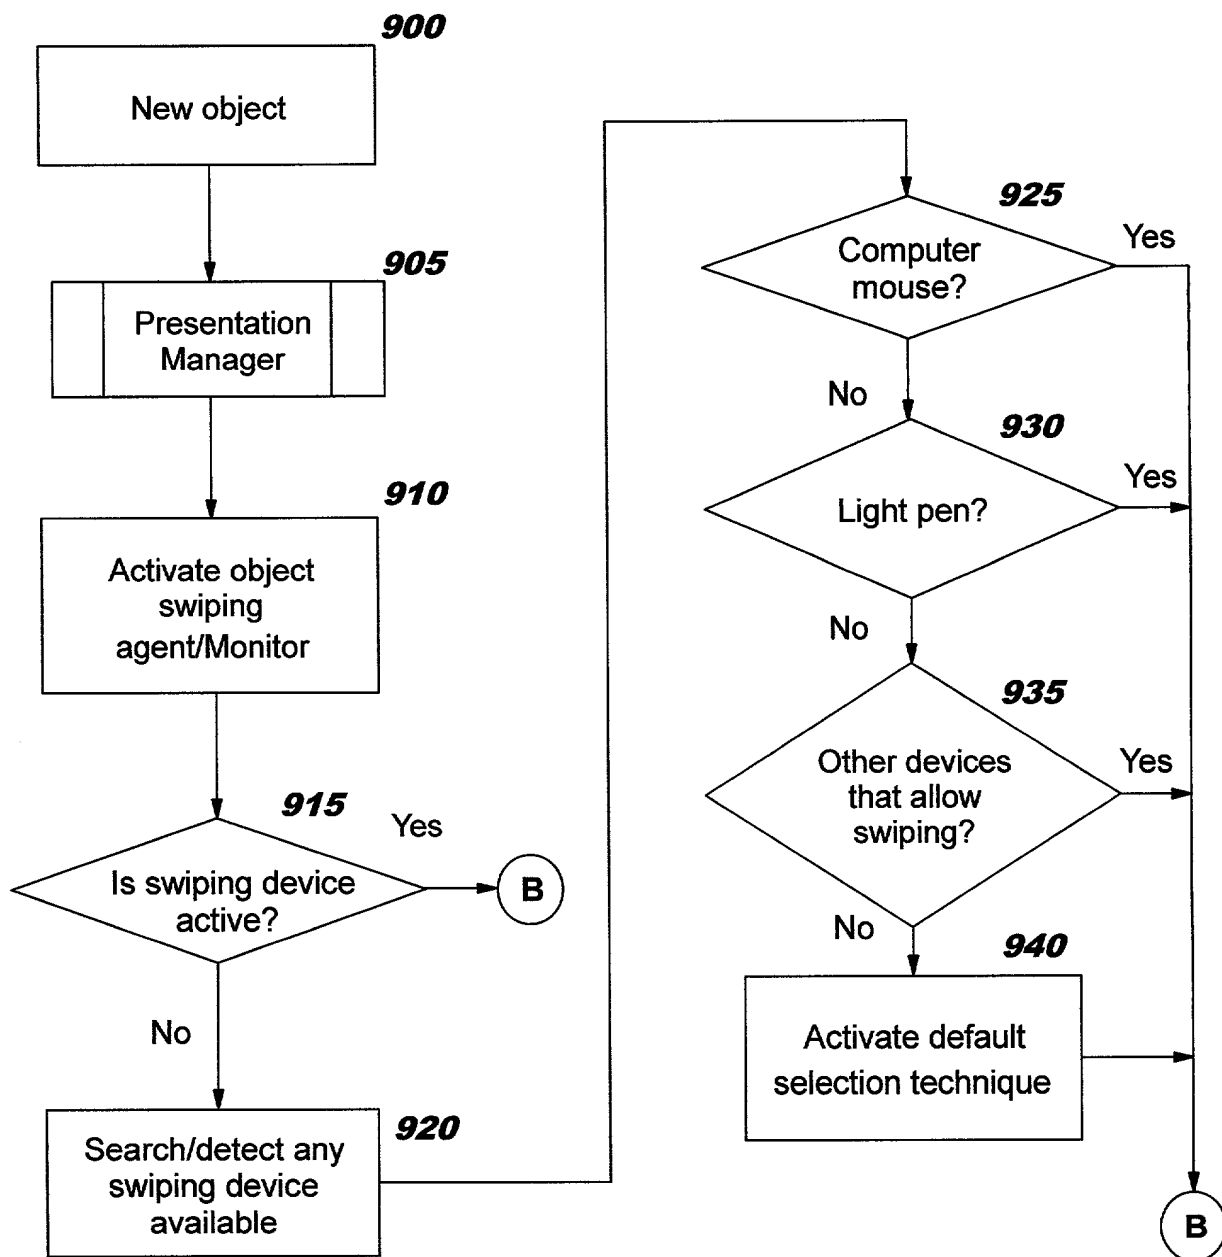 900
New object
905
Presentation
Manager
910
Activate object
swiping
agent/Monitor
915
Yes
Is swiping device
active?
B
No
920
Search/detect any
swiping device
available
925
Computer
mouse?
Yes
No
930
Light pen?
Yes
No
935
Other devices
that allow
swiping?
Yes
No
940
Activate default
selection technique
B